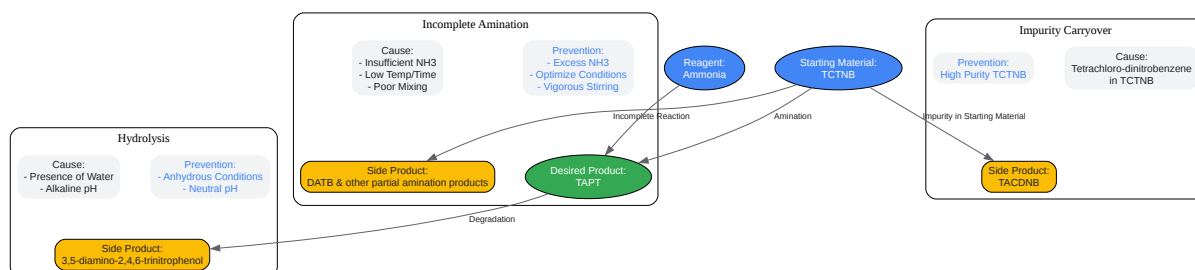 Incomplete Amination
Cause:
- Insufficient NH3
- Low Temp/Time
- Poor Mixing
Prevention:
- Excess NH3
- Optimize Conditions
- Vigorous Stirring
Reagent:
Ammonia
Starting Material:
TCTNB
Impurity Carryover
Prevention:
High Purity TCTNB
Cause:
Tetrachloro-dinitrobenzene
in TCTNB
Incomplete Reaction
Amination
Impurity in Starting Material
Hydrolysis
Cause:
- Presence of Water
- Alkaline pH
Prevention:
- Anhydrous Conditions
- Neutral pH
Side Product:
DATB & other partial amination products
Desired Product:
TAPT
Side Product:
TACDNB
Degradation
Side Product:
3,5-diamino-2,4,6-trinitrophenol